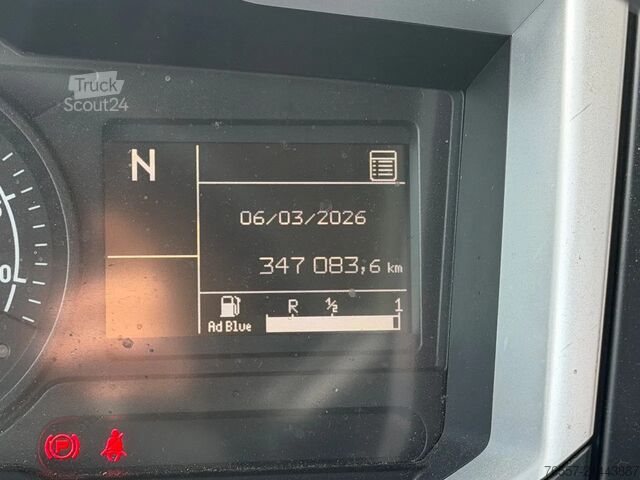 Truck
Scout24
N
06/03/2026
347 083,6 km
R ½ 1
Ad Blue
P